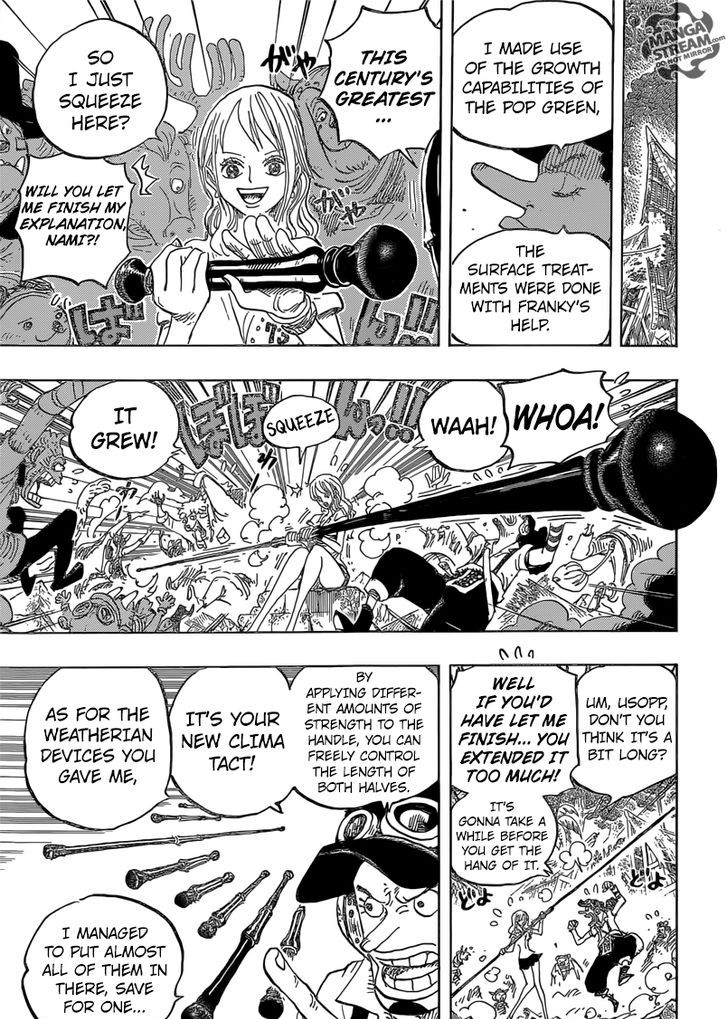 MANGA
STREAM.com
DO NOT MIRROR
I MADE USE
OF THE GROWTH
CAPABILITIES OF
THE POP GREEN,
THE
SURFACE TREAT-
MENTS WERE DONE
WITH FRANKY'S
HELP.
THIS
CENTURY'S
GREATEST
...
SO
I JUST
SQUEEZE
HERE?
WILL YOU LET
ME FINISH MY
EXPLANATION,
NAMI?!
73
WHOA!
WAAH!
SQUEEZE
IT
GREW!
UM, USOPP,
DON'T YOU
THINK IT'S A
BIT LONG?
WELL
IF YOU'D
HAVE LET ME
FINISH... YOU
EXTENDED IT
TOO MUCH!
IT'S
GONNA TAKE A
WHILE BEFORE
YOU GET THE
HANG OF IT.
どよ
どよ
BY
APPLYING DIFFER-
ENT AMOUNTS OF
STRENGTH TO THE
HANDLE, YOU CAN
FREELY CONTROL
THE LENGTH OF
BOTH HALVES.
IT'S YOUR
NEW CLIMA
TACT!
AS FOR THE
WEATHERIAN
DEVICES YOU
GAVE ME,
I MANAGED
TO PUT ALMOST
ALL OF THEM IN
THERE, SAVE
FOR ONE...